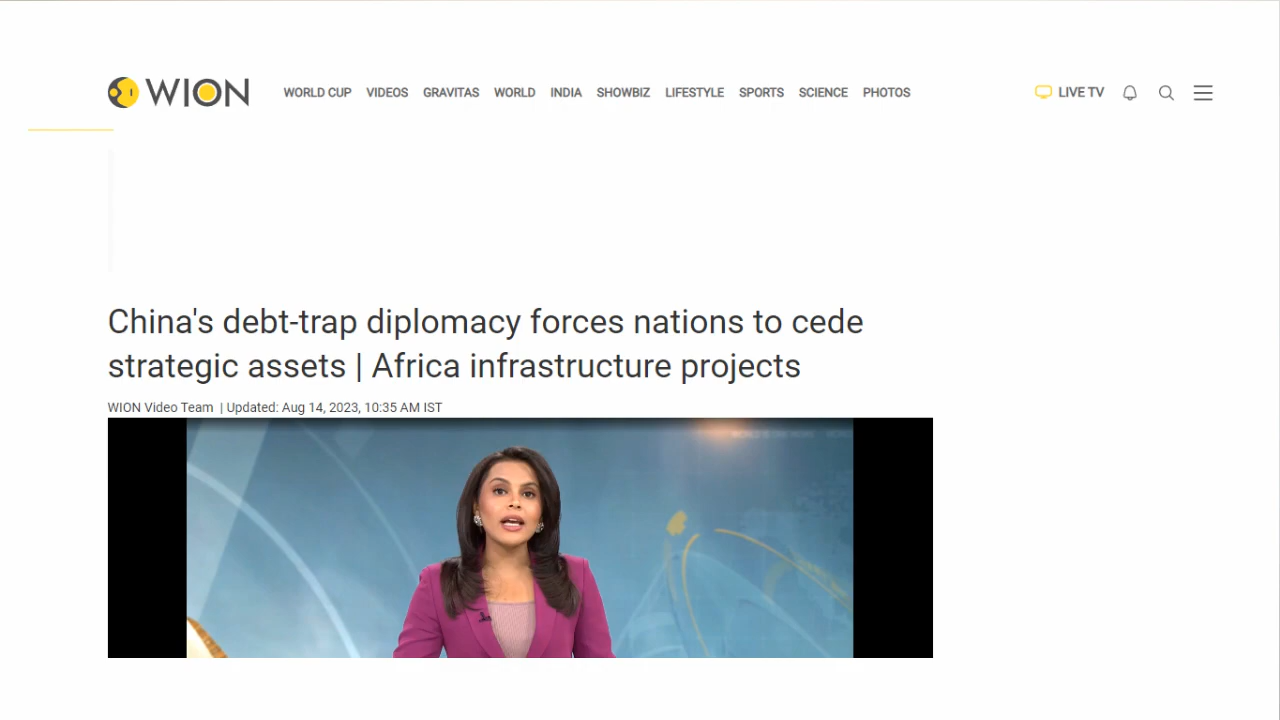 WION WORLD CUP VIDEOS GRAVITAS WORLD INDIA SHOWBIZ LIFESTYLE SPORTS SCIENCE PHOTOS LIVE TV
China's debt-trap diplomacy forces nations to cede
strategic assets | Africa infrastructure projects
WION Video Team | Updated: Aug 14, 2023, 10:35 AM IST